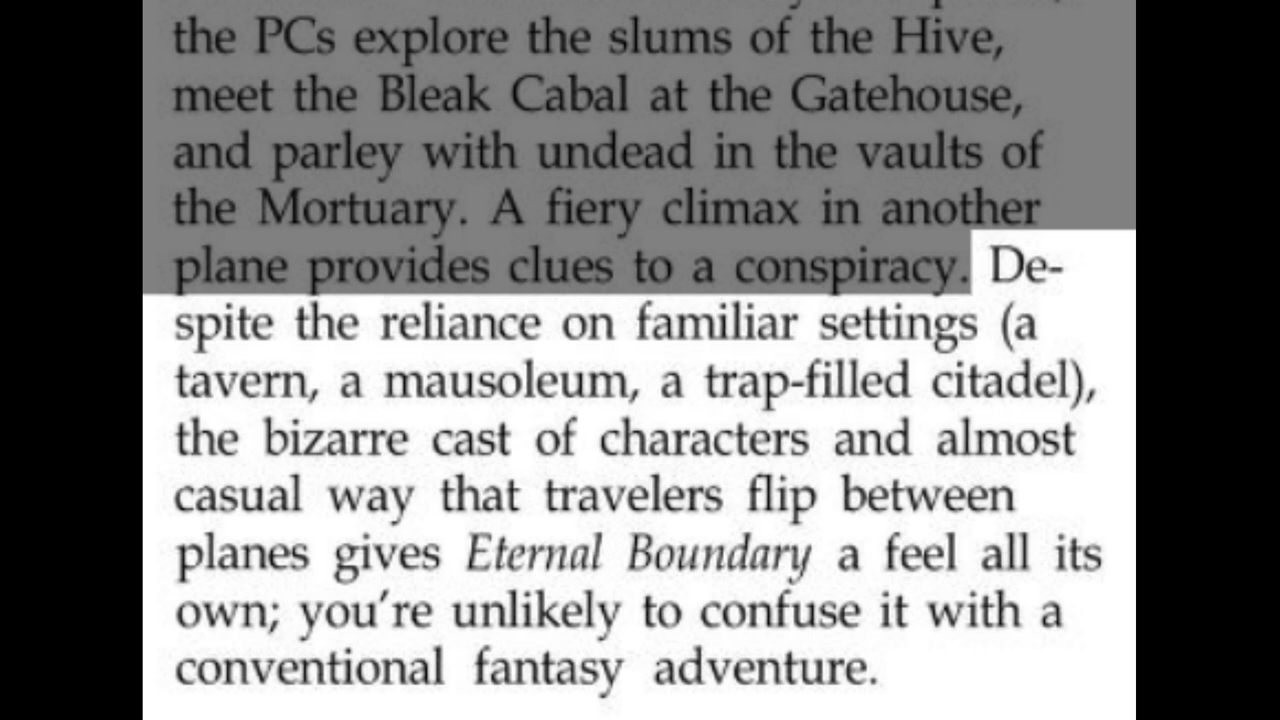 the PCs explore the slums of the Hive,
meet the Bleak Cabal at the Gatehouse,
and parley with undead in the vaults of
the Mortuary. A fiery climax in another
plane provides clues to a conspiracy. De-
spite the reliance on familiar settings (a
tavern, a mausoleum, a trap-filled citadel),
the bizarre cast of characters and almost
casual way that travelers flip between
planes gives Eternal Boundary a feel all its
own; you're unlikely to confuse it with a
conventional fantasy adventure.